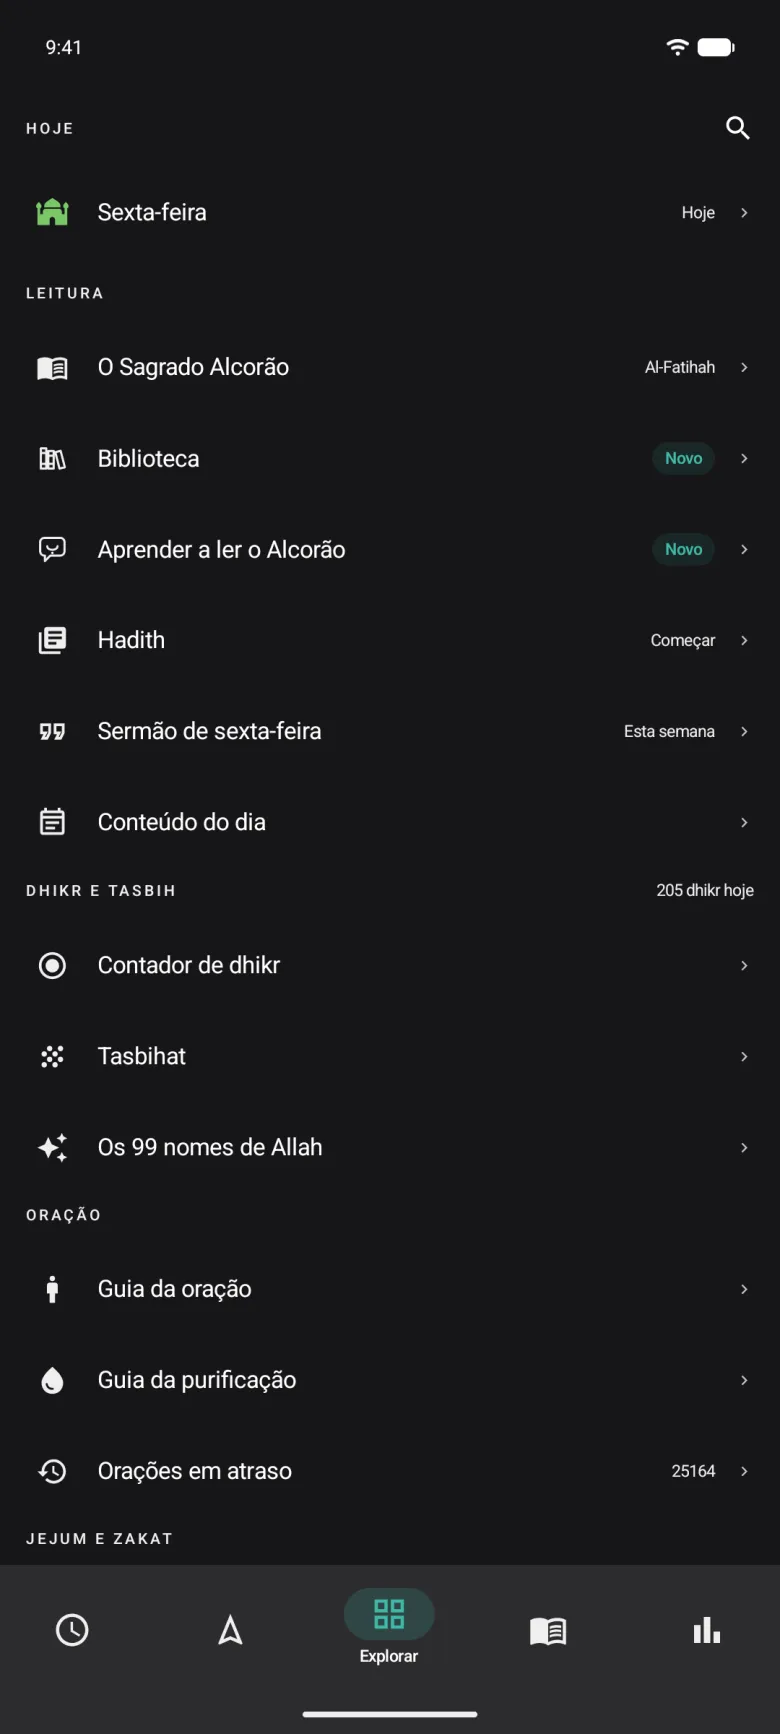 9:41
HOJE
Sexta-feira
Hoje
LEITURA
O Sagrado Alcorão
Al-Fatihah
Biblioteca
Novo
Aprender a ler o Alcorão
Novo
Hadith
Começar
Sermão de sexta-feira
Esta semana
Conteúdo do dia
DHIKR E TASBIH
205 dhikr hoje
Contador de dhikr
Tasbihat
Os 99 nomes de Allah
ORAÇÃO
Guia da oração
Guia da purificação
Orações em atraso
25164
JEJUM E ZAKAT
Explorar